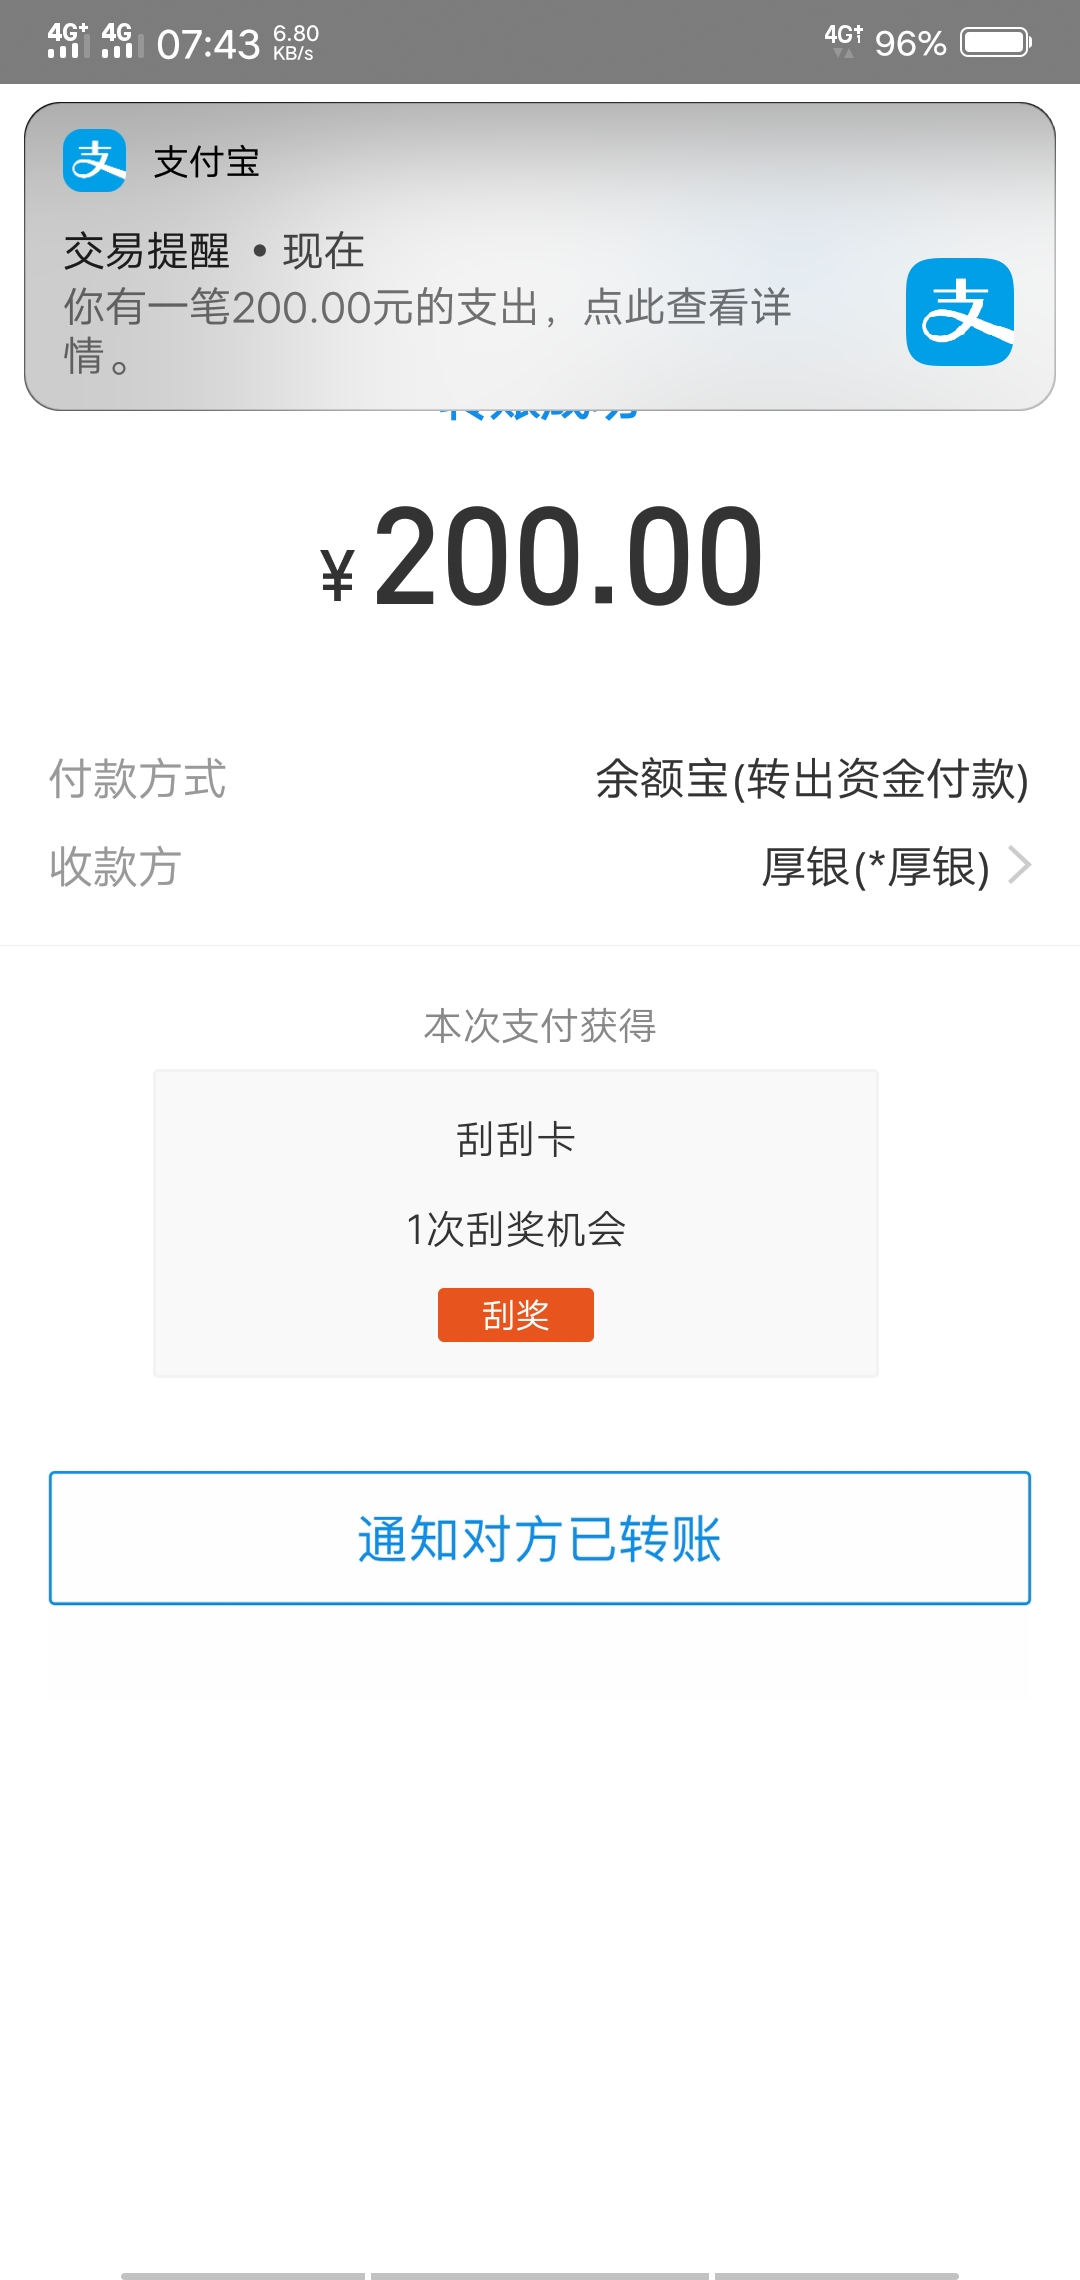 4G+ 4G 07:43 6.80 KB/s 4G+ 96%
支 支付宝
交易提醒 • 现在
你有一笔200.00元的支出，点此查看详
情。
支
¥200.00
付款方式 余额宝(转出资金付款)
收款方 厚银(*厚银)
本次支付获得
刮刮卡
1次刮奖机会
刮奖
通知对方已转账